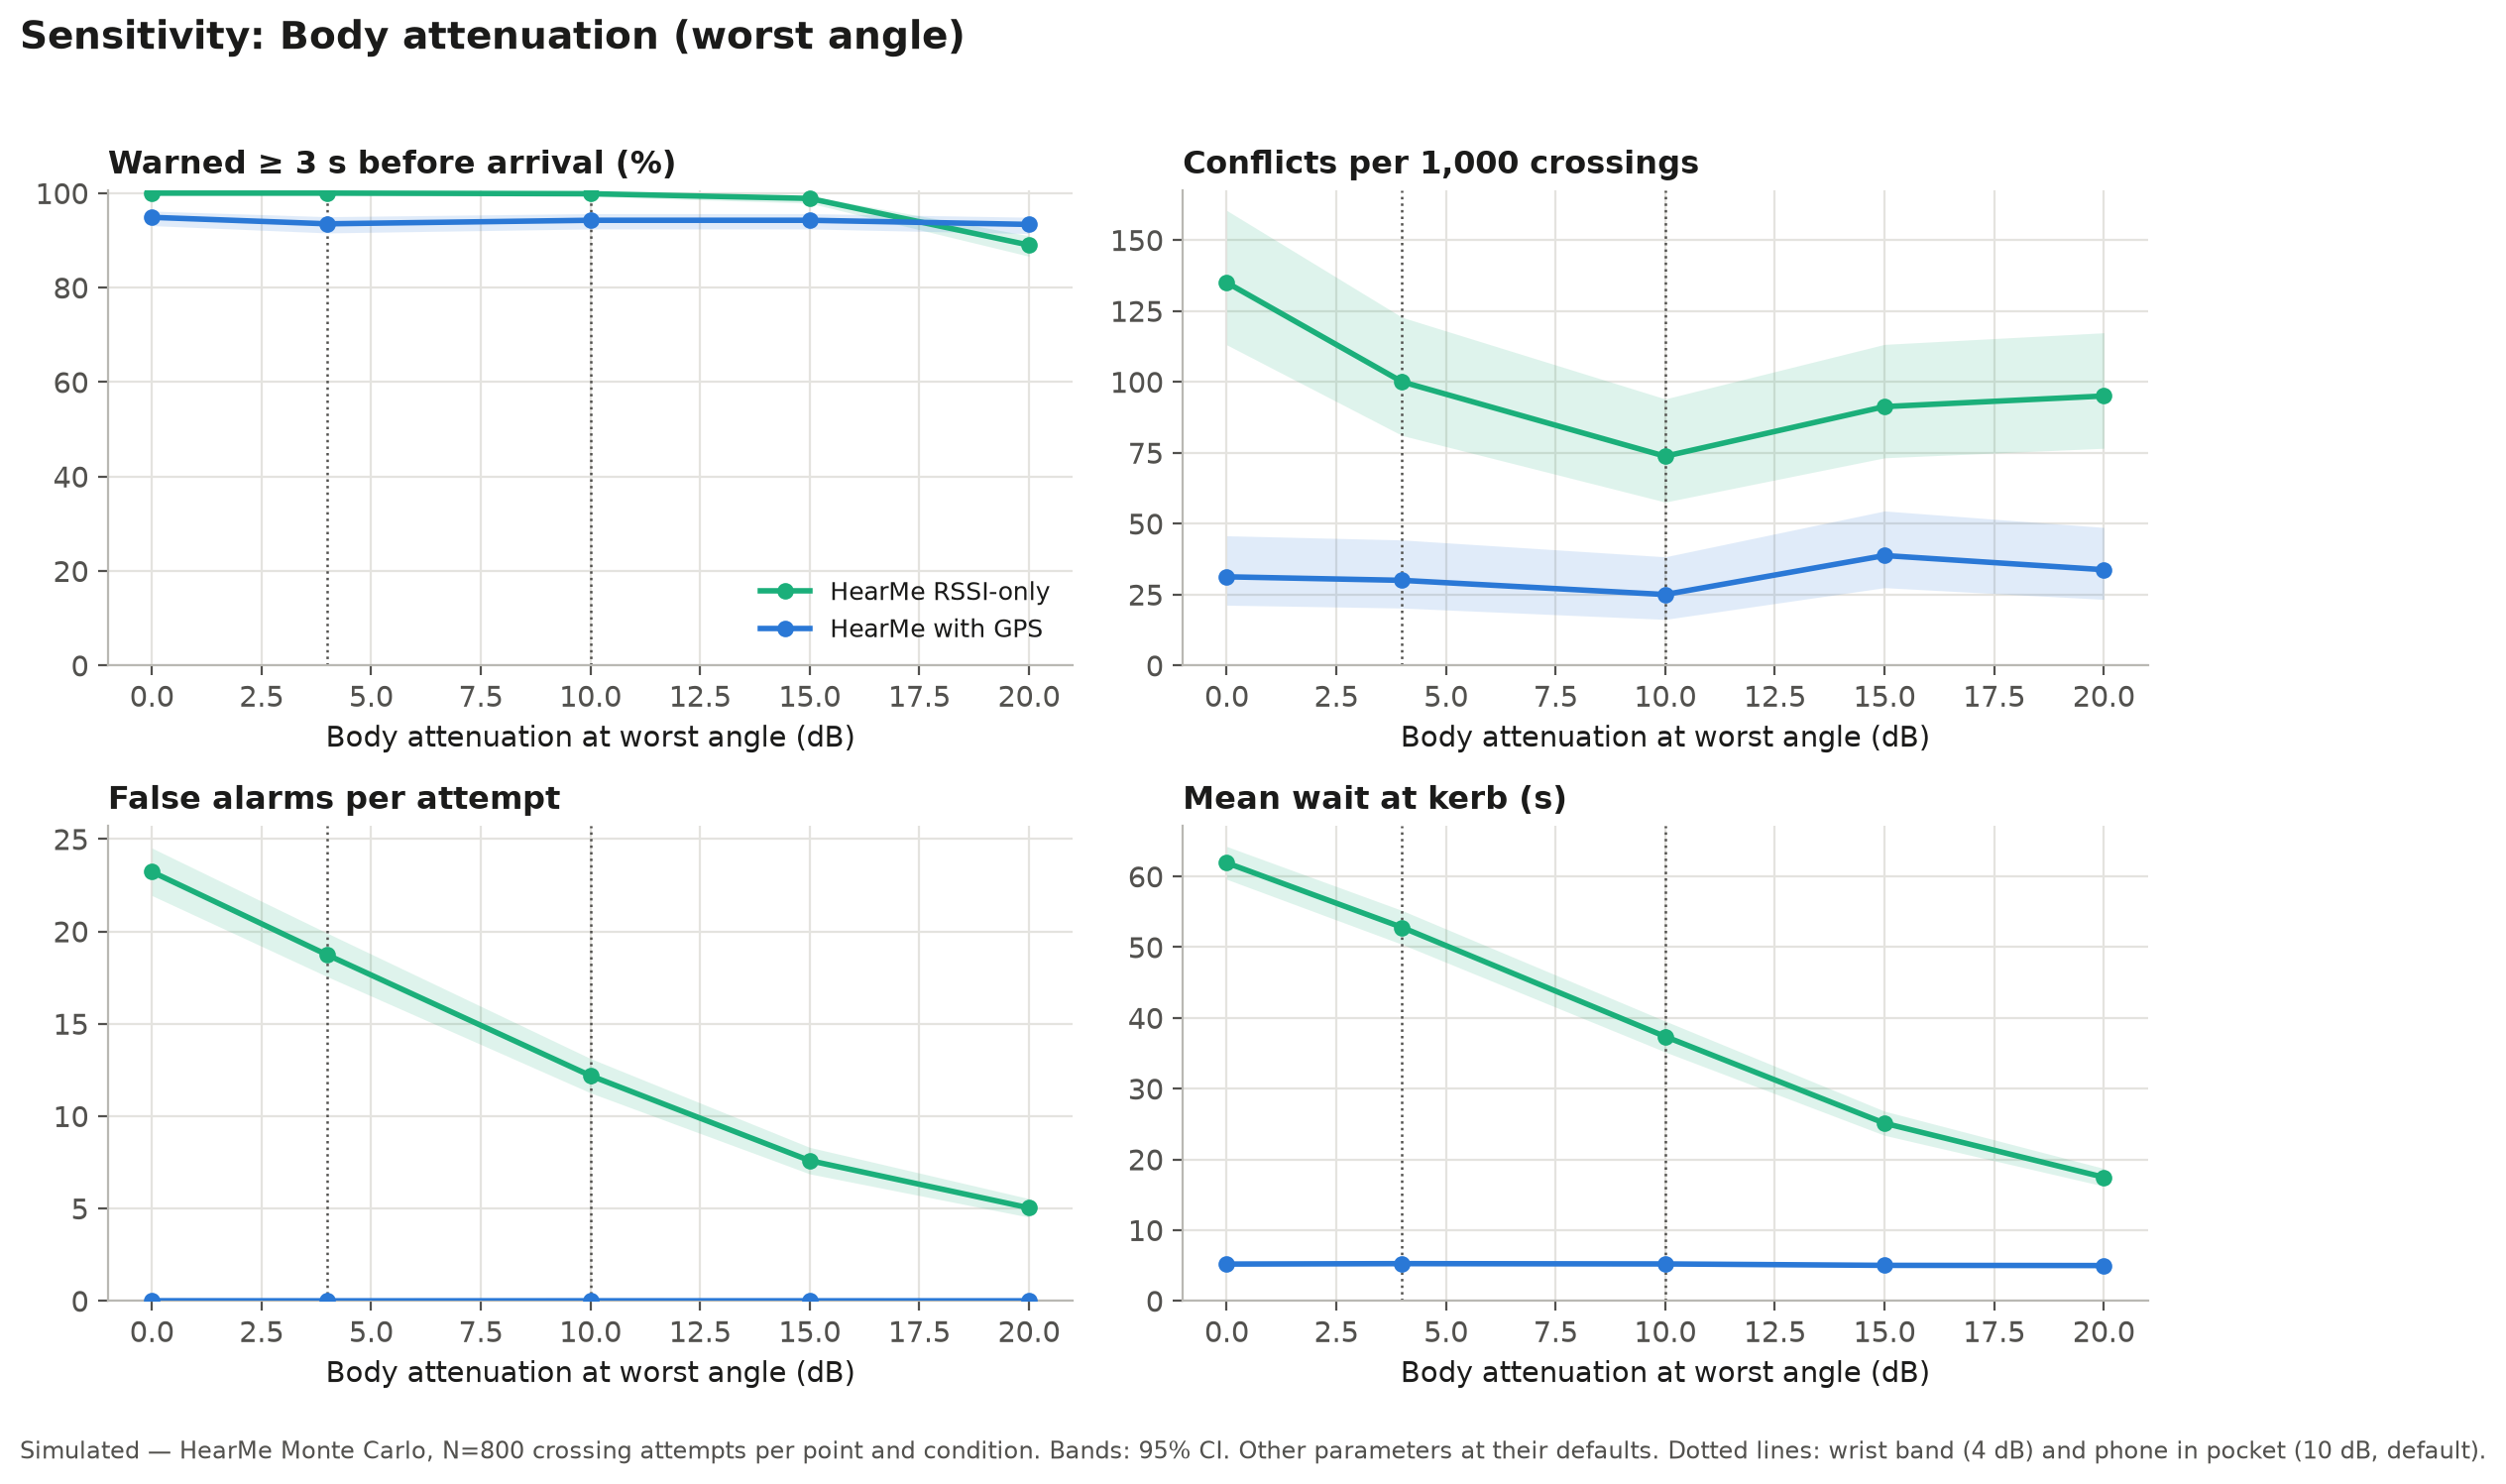 Sensitivity: Body attenuation (worst angle)
Warned ≥ 3 s before arrival (%)
100
80
60
40
20
0
0.0 2.5 5.0 7.5 10.0 12.5 15.0 17.5 20.0
Body attenuation at worst angle (dB)
HearMe RSSI-only
HearMe with GPS
Conflicts per 1,000 crossings
150
125
100
75
50
25
0
0.0 2.5 5.0 7.5 10.0 12.5 15.0 17.5 20.0
Body attenuation at worst angle (dB)
False alarms per attempt
25
20
15
10
5
0
0.0 2.5 5.0 7.5 10.0 12.5 15.0 17.5 20.0
Body attenuation at worst angle (dB)
Mean wait at kerb (s)
60
50
40
30
20
10
0
0.0 2.5 5.0 7.5 10.0 12.5 15.0 17.5 20.0
Body attenuation at worst angle (dB)
Simulated — HearMe Monte Carlo, N=800 crossing attempts per point and condition. Bands: 95% CI. Other parameters at their defaults. Dotted lines: wrist band (4 dB) and phone in pocket (10 dB, default).